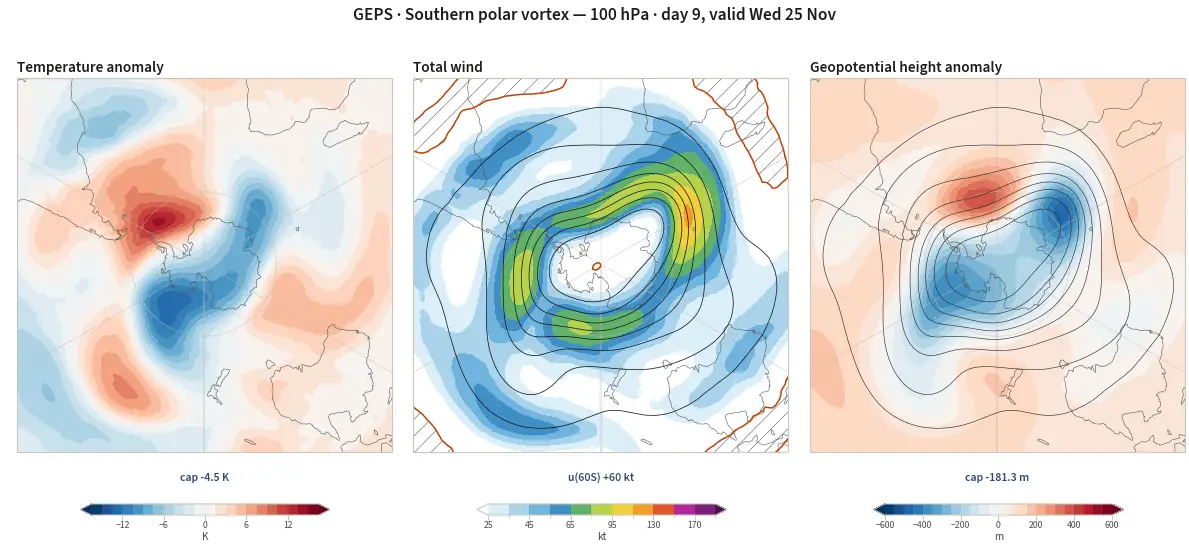 GEPS · Southern polar vortex — 100 hPa · day 9, valid Wed 25 Nov
Temperature anomaly
Total wind
Geopotential height anomaly
cap -4.5 K
u(60S) +60 kt
cap -181.3 m
−12 −6 0 6 12
K
25 45 65 95 130 170
kt
−600 −400 −200 0 200 400 600
m